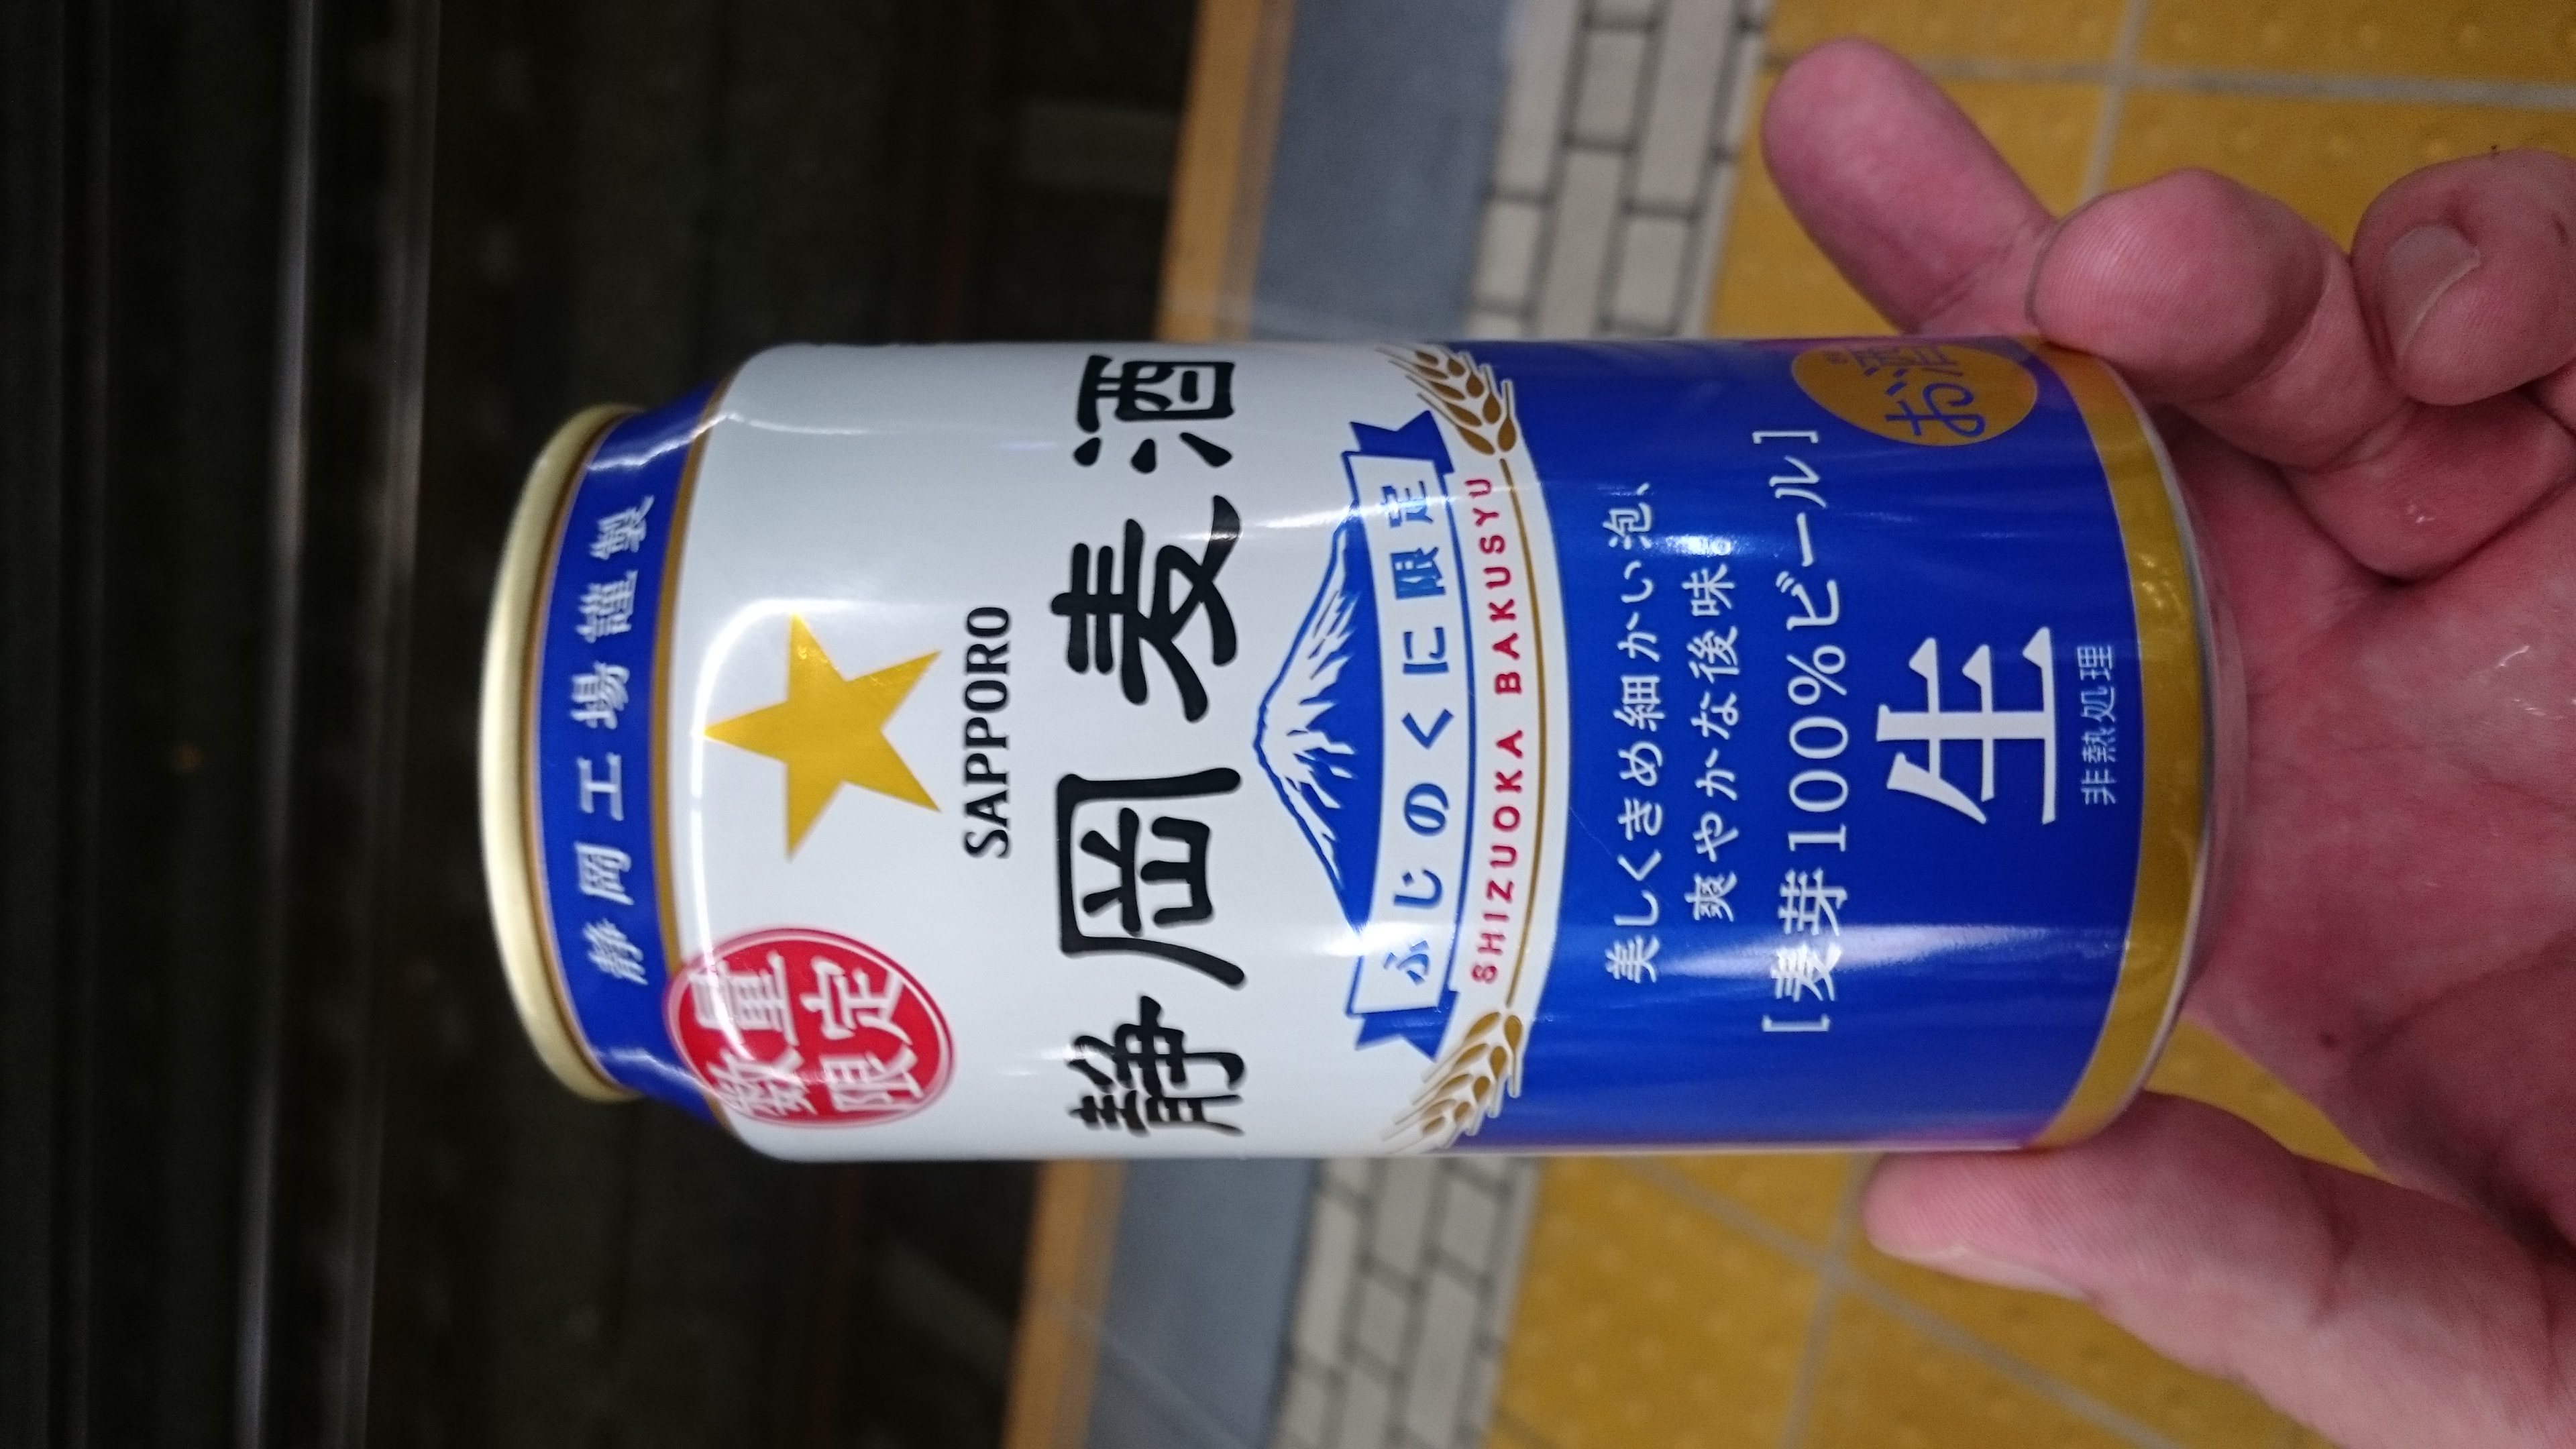 静岡工場謹製
数量
限定
SAPPORO
静岡麦酒
ふじのくに限定
SHIZUOKA BAKUSYU
美しくきめ細かい泡、
爽やかな後味。
[麦芽100%ビール]
生
非熱処理
お酒